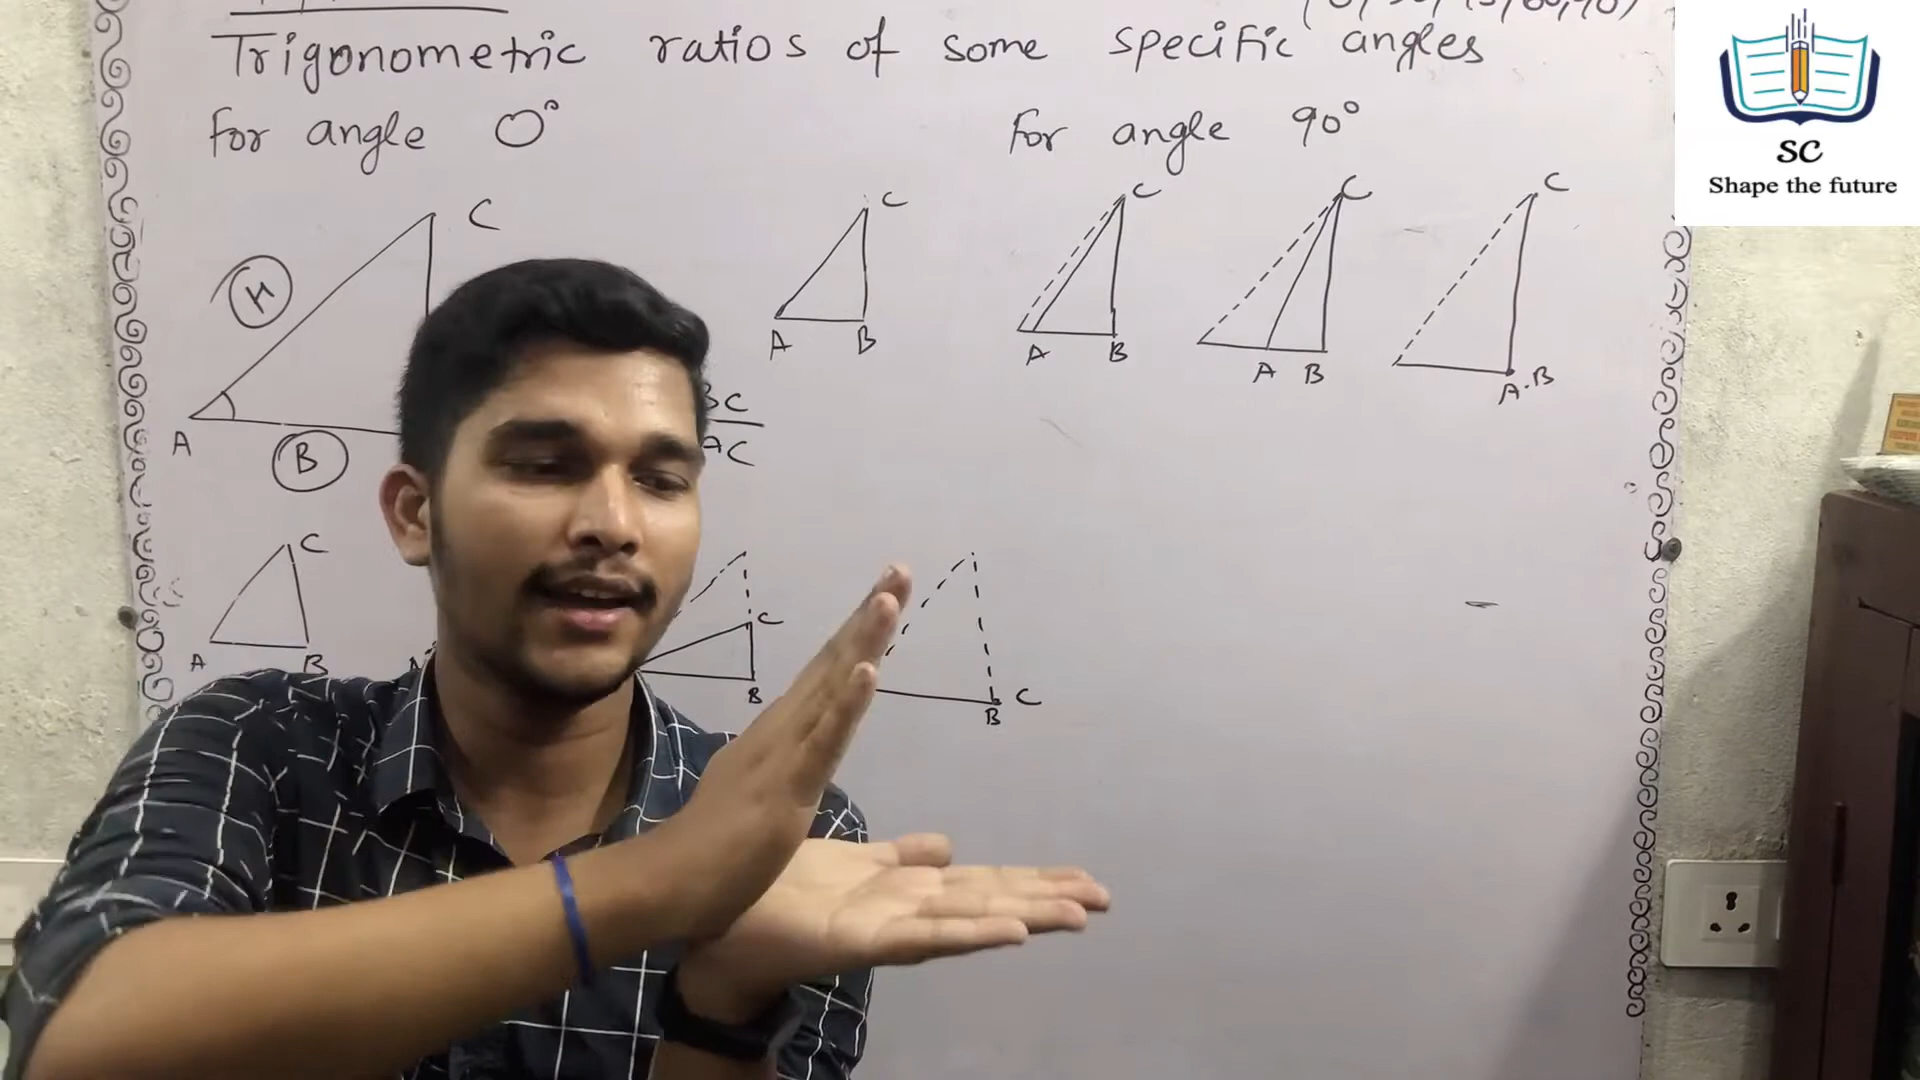 Trigonometric ratios of some specific angles
For angle 0°
For angle 90°
SC
Shape the future
C
H
A
B
BC
AC
C
A B
C
A B
C
A B
C
A.B
C
A B
C
B
C
B